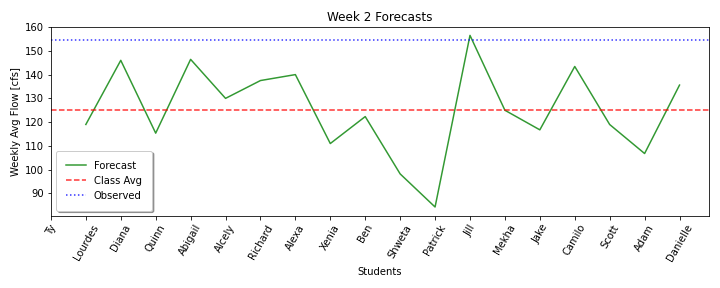 Week 2 Forecasts
Weekly Avg Flow [cfs]
160
150
140
130
120
110
100
90
Forecast
Class Avg
Observed
Ty
Lourdes
Diana
Quinn
Abigail
Alcely
Richard
Alexa
Xenia
Ben
Shweta
Patrick
Jill
Mekha
Jake
Camilo
Scott
Adam
Danielle
Students